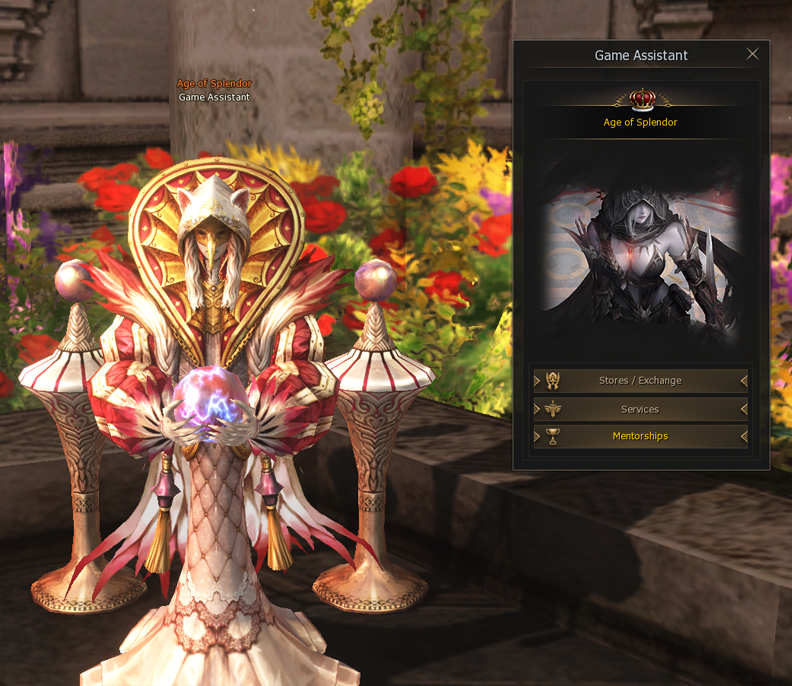 Age of Splendor
Game Assistant
Game Assistant
Age of Splendor
Stores / Exchange
Services
Mentorships